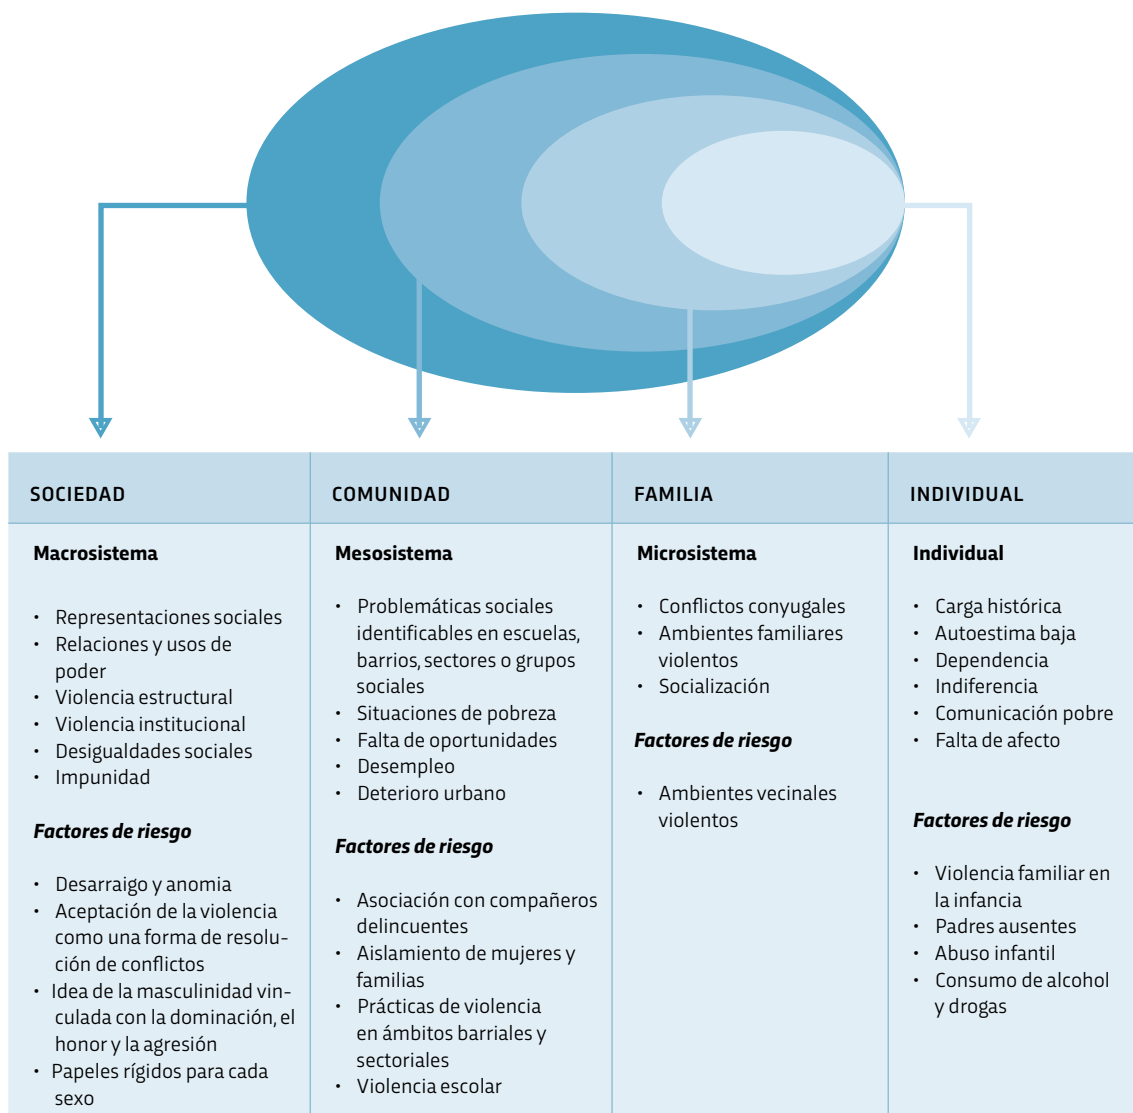 SOCIEDAD
Macrosistema
• Representaciones sociales
• Relaciones y usos de
poder
• Violencia estructural
• Violencia institucional
• Desigualdades sociales
• Impunidad
Factores de riesgo
• Desarraigo y anomia
• Aceptación de la violencia
como una forma de resolu-
ción de conflictos
• Idea de la masculinidad vin-
culada con la dominación, el
honor y la agresión
• Papeles rígidos para cada
sexo
COMUNIDAD
Mesosistema
• Problemáticas sociales
identificables en escuelas,
barrios, sectores o grupos
sociales
• Situaciones de pobreza
• Falta de oportunidades
• Desempleo
• Deterioro urbano
Factores de riesgo
• Asociación con compañeros
delincuentes
• Aislamiento de mujeres y
familias
• Prácticas de violencia
en ámbitos barriales y
sectoriales
• Violencia escolar
FAMILIA
Microsistema
• Conflictos conyugales
• Ambientes familiares
violentos
• Socialización
Factores de riesgo
• Ambientes vecinales
violentos
INDIVIDUAL
Individual
• Carga histórica
• Autoestima baja
• Dependencia
• Indiferencia
• Comunicación pobre
• Falta de afecto
Factores de riesgo
• Violencia familiar en
la infancia
• Padres ausentes
• Abuso infantil
• Consumo de alcohol
y drogas